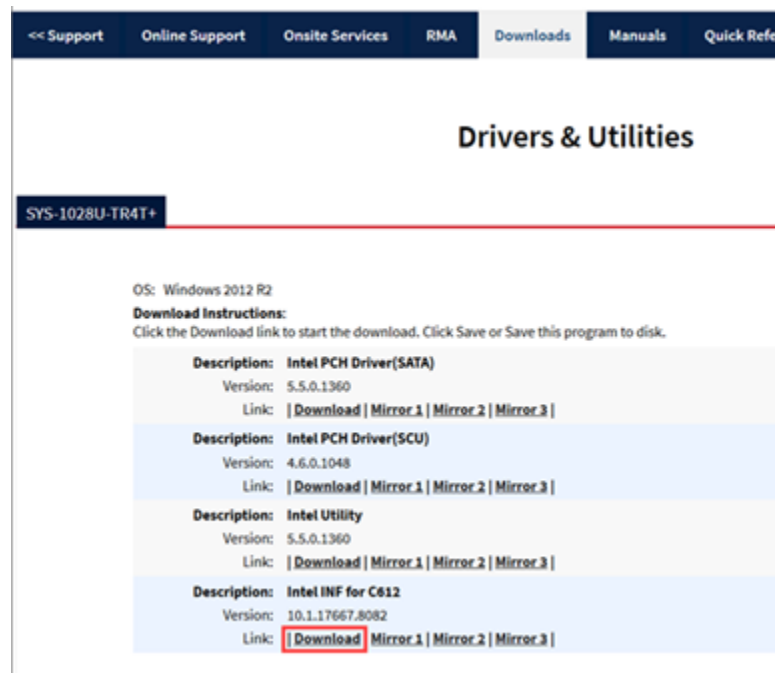 << Support Online Support Onsite Services RMA Downloads Manuals Quick Refe
Drivers & Utilities
SYS-1028U-TR4T+
OS: Windows 2012 R2
Download Instructions:
Click the Download link to start the download. Click Save or Save this program to disk.
Description: Intel PCH Driver(SATA)
Version: 5.5.0.1360
Link: | Download | Mirror 1 | Mirror 2 | Mirror 3 |
Description: Intel PCH Driver(SCU)
Version: 4.6.0.1048
Link: | Download | Mirror 1 | Mirror 2 | Mirror 3 |
Description: Intel Utility
Version: 5.5.0.1360
Link: | Download | Mirror 1 | Mirror 2 | Mirror 3 |
Description: Intel INF for C612
Version: 10.1.17667.8082
Link: | Download Mirror 1 | Mirror 2 | Mirror 3 |